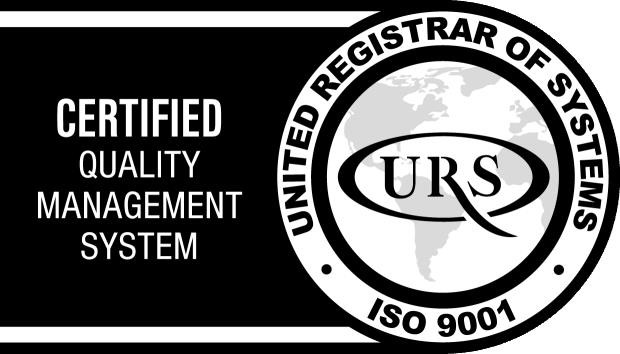 CERTIFIED
QUALITY
MANAGEMENT
SYSTEM
UNITED REGISTRAR OF SYSTEMS
URS
ISO 9001